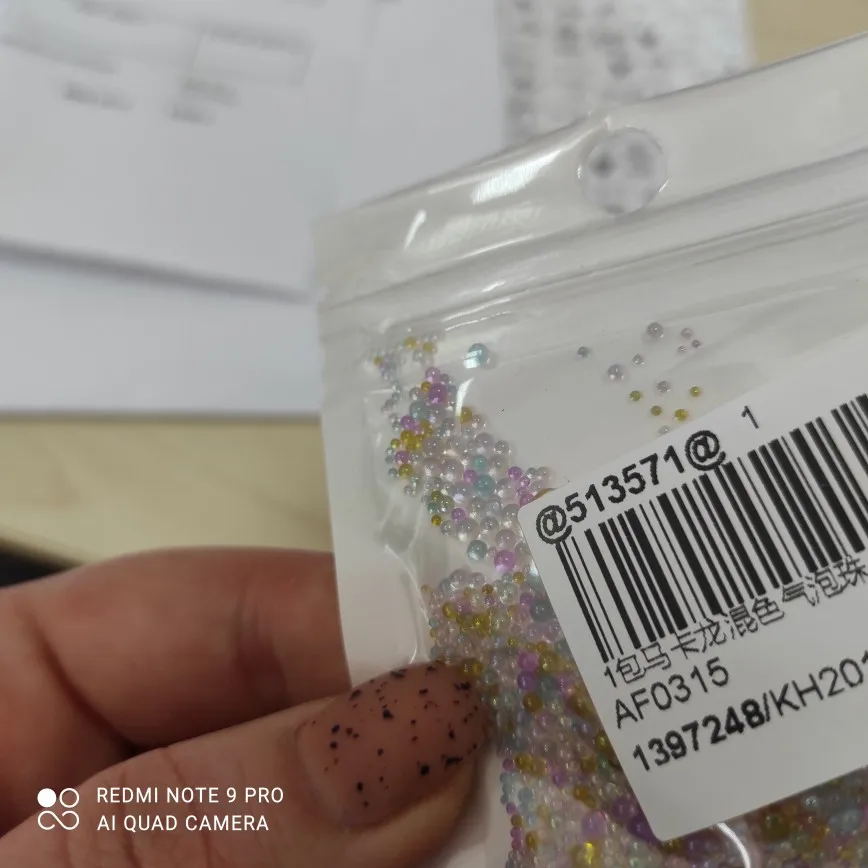 @513571@ 1
1包马卡龙混色气泡珠
AF0315
1397248/KH201
REDMI NOTE 9 PRO
AI QUAD CAMERA